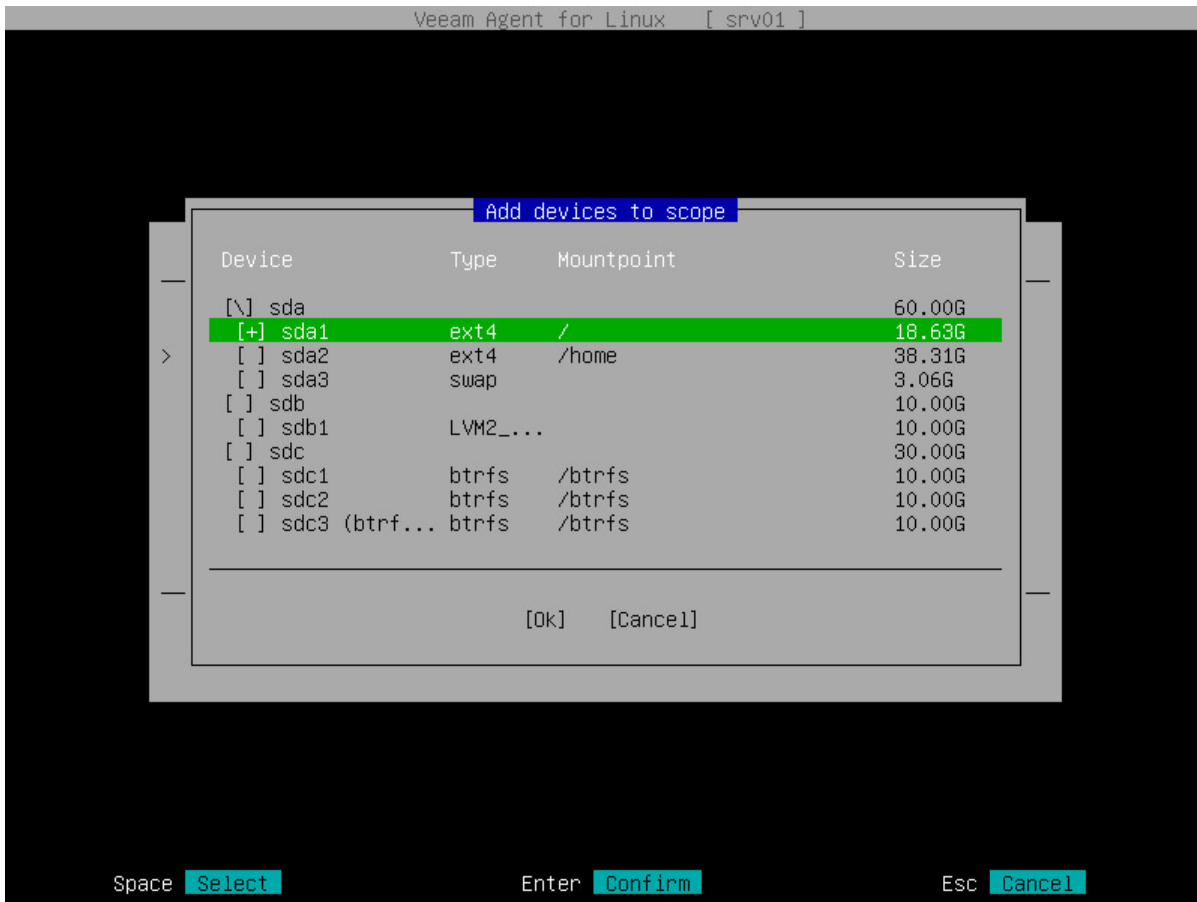 Veeam Agent for Linux [ srv01 ]
Add devices to scope
Device Type Mountpoint Size
[\] sda 60.00G
[+] sda1 ext4 / 18.63G
> [ ] sda2 ext4 /home 38.31G
[ ] sda3 swap 3.06G
[ ] sdb 10.00G
[ ] sdb1 LVM2_... 10.00G
[ ] sdc 30.00G
[ ] sdc1 btrfs /btrfs 10.00G
[ ] sdc2 btrfs /btrfs 10.00G
[ ] sdc3 (btrf... btrfs /btrfs 10.00G
[Ok] [Cancel]
Space Select Enter Confirm Esc Cancel